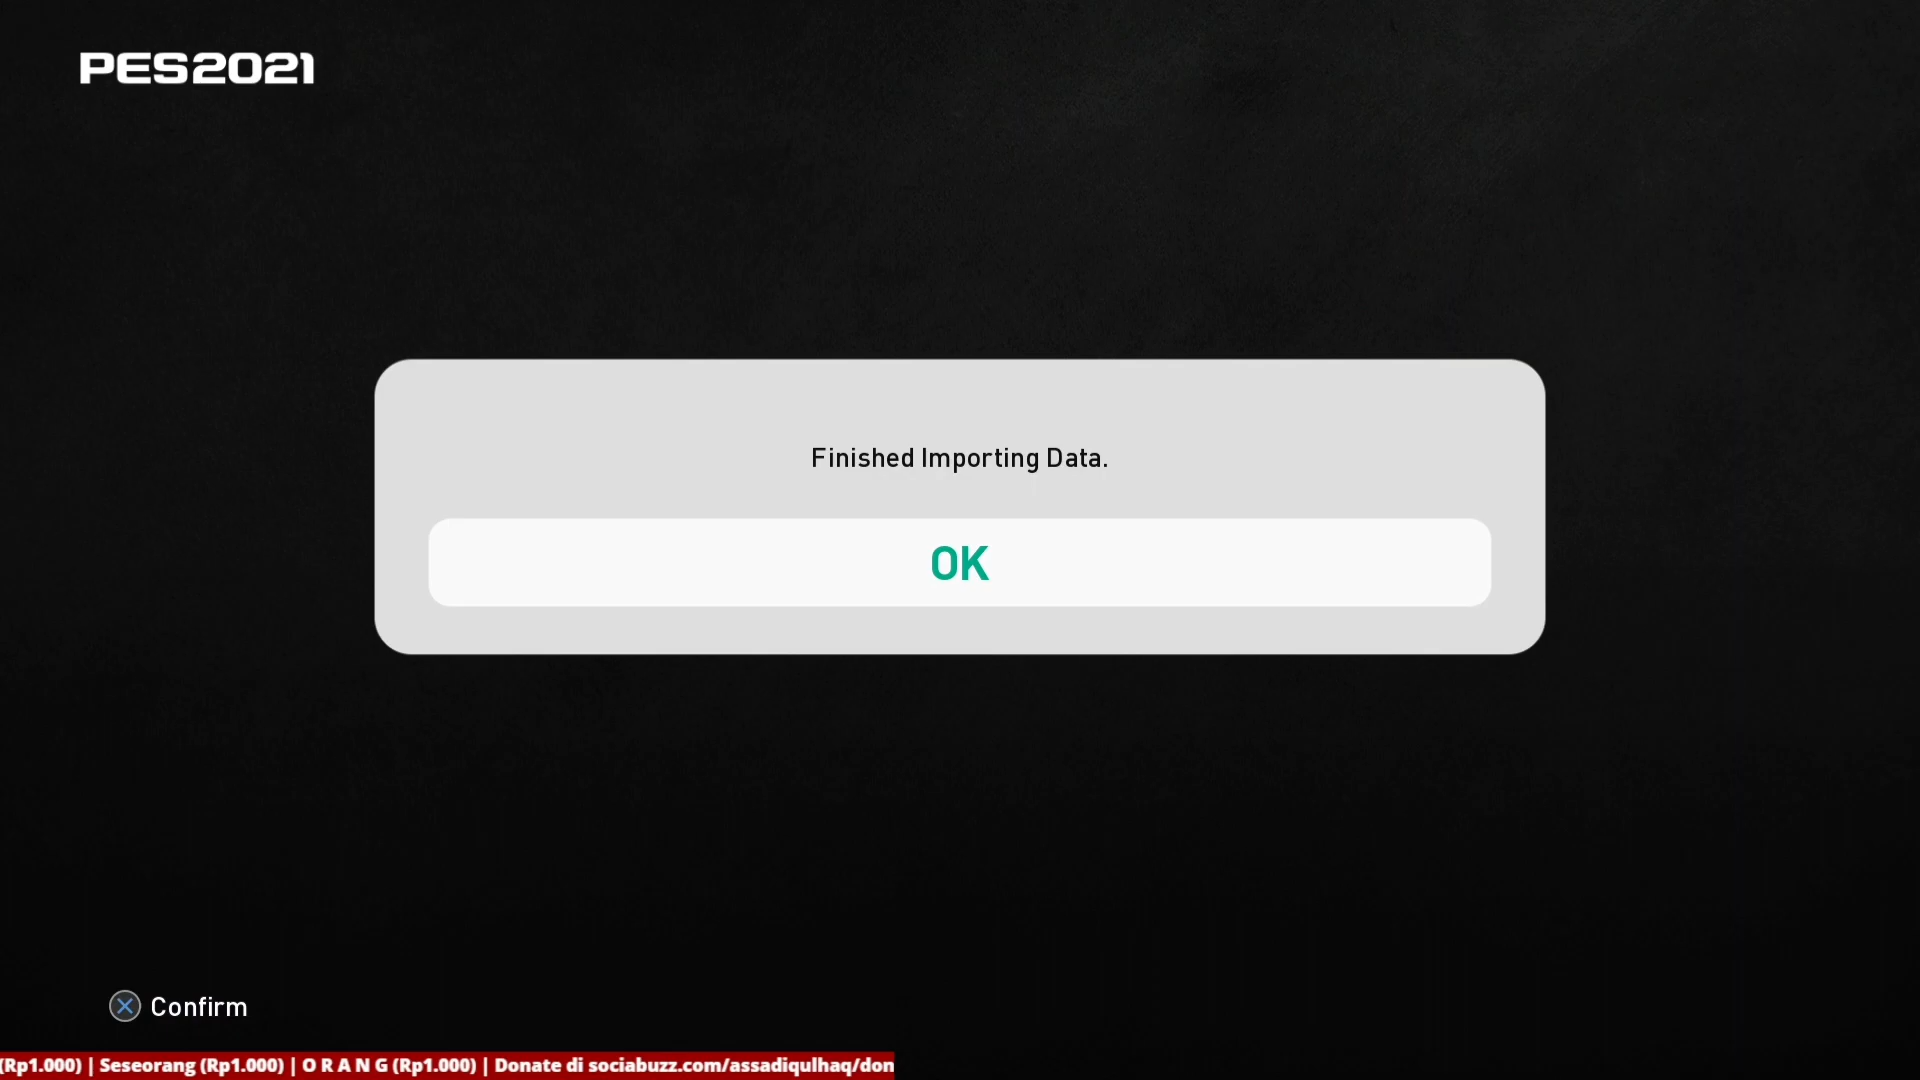 PES2021
Finished Importing Data.
OK
Confirm
(Rp1.000) | Seseorang (Rp1.000) | O R A N G (Rp1.000) | Donate di sociabuzz.com/assadiqulhaq/don